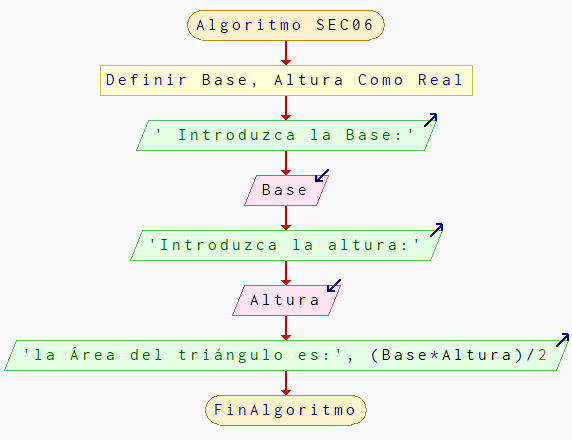 Algoritmo SEC06
Definir Base, Altura Como Real
' Introduzca la Base:'
Base
'Introduzca la altura:'
Altura
'la Área del triángulo es:', (Base*Altura)/2
FinAlgoritmo